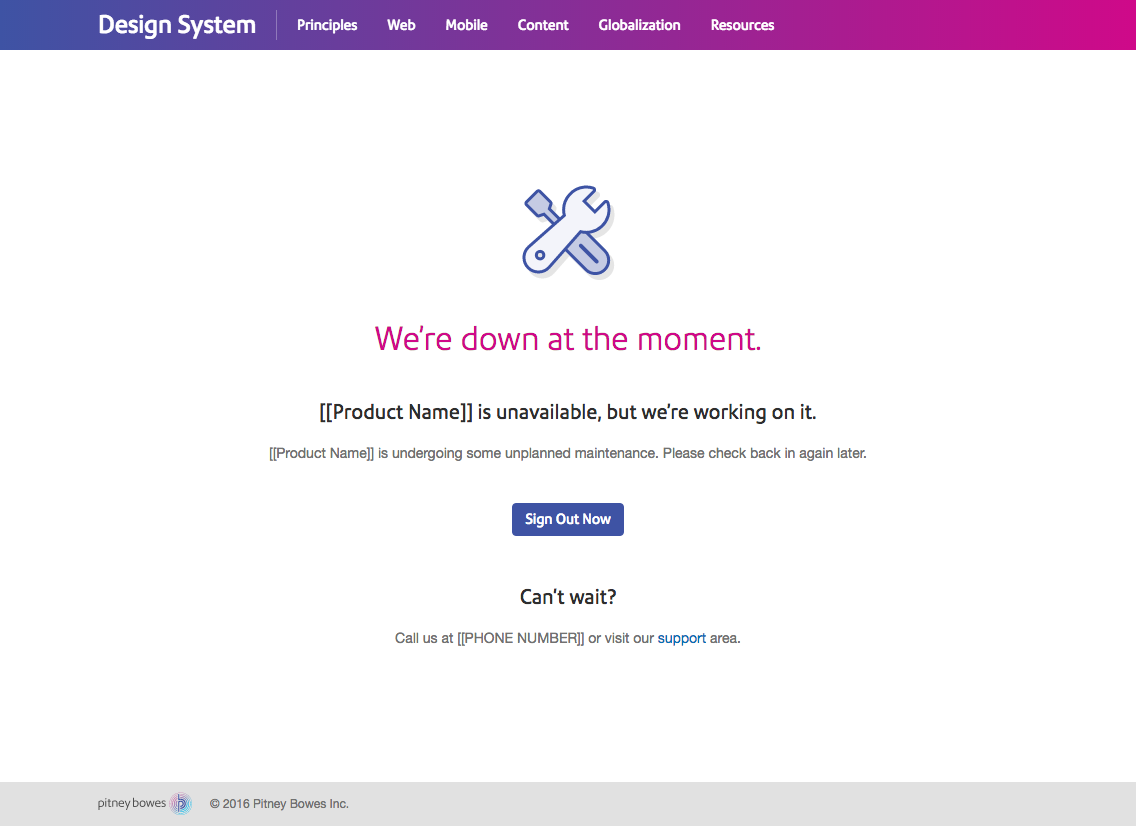 Design System
Principles
Web
Mobile
Content
Globalization
Resources
We're down at the moment.
[[Product Name]] is unavailable, but we're working on it.
[[Product Name]] is undergoing some unplanned maintenance. Please check back in again later.
Sign Out Now
Can't wait?
Call us at [[PHONE NUMBER]] or visit our support area.
pitney bowes
© 2016 Pitney Bowes Inc.